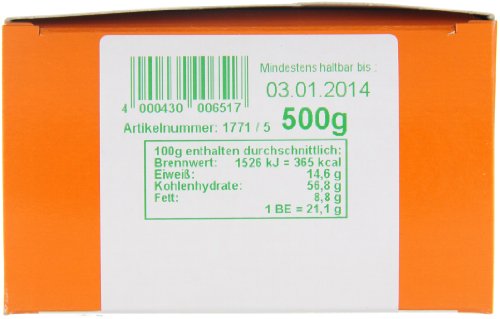 Mindestens haltbar bis :
03.01.2014
4 000430 006517
Artikelnummer: 1771 / 5 500g
100g enthalten durchschnittlich:
Brennwert: 1526 kJ = 365 kcal
Eiweiß: 14,6 g
Kohlenhydrate: 56,8 g
Fett: 8,8 g
1 BE = 21,1 g